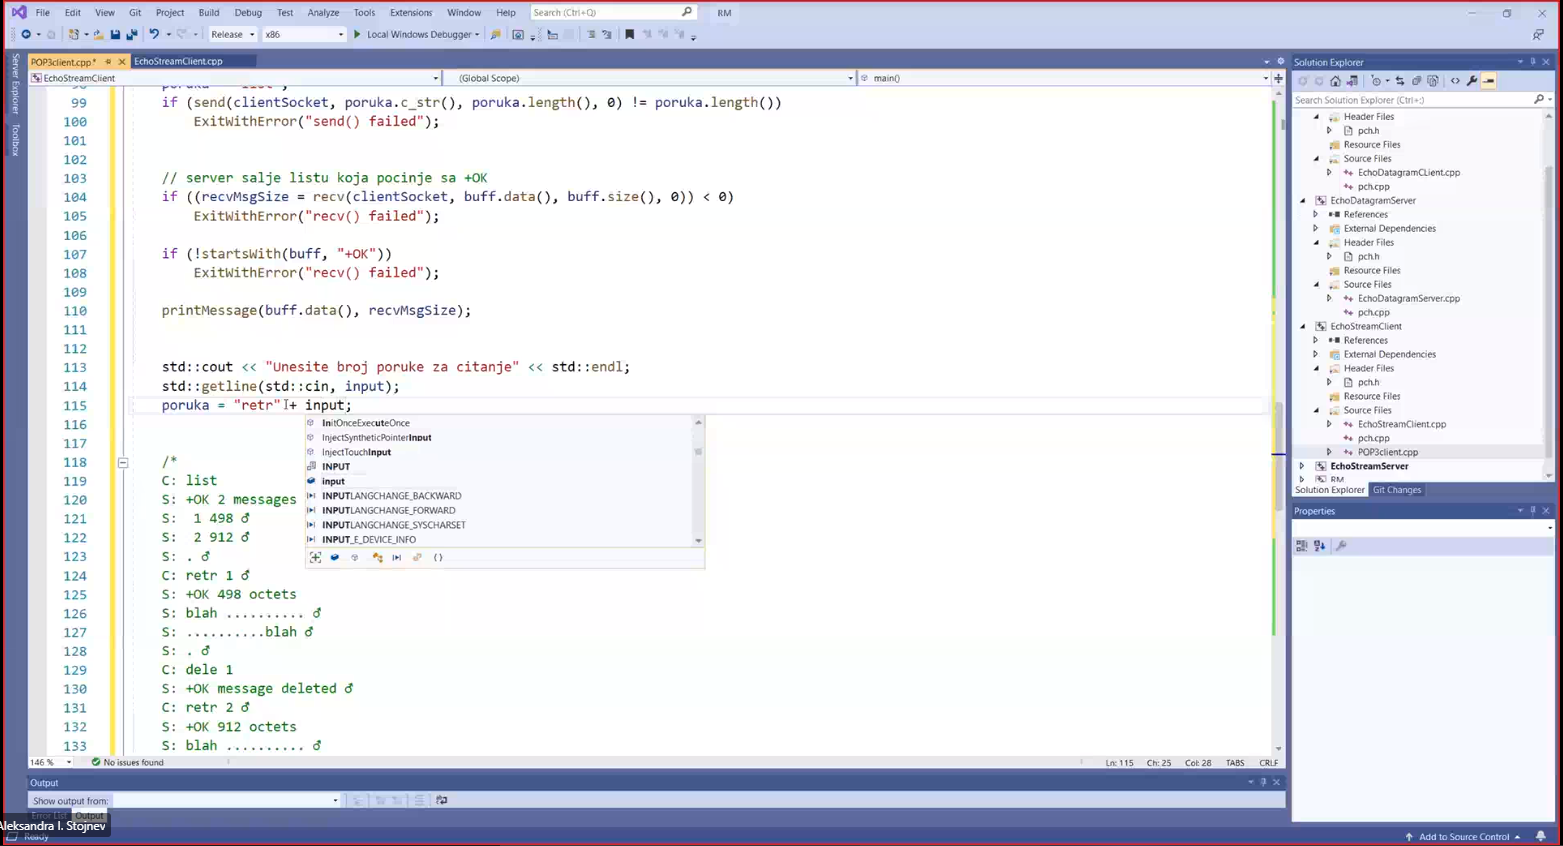 File Edit View Git Project Build Debug Test Analyze Tools Extensions Window Help Search (Ctrl+Q) RM
Release x86 Local Windows Debugger
POP3client.cpp* EchoStreamClient.cpp
EchoStreamClient (Global Scope) main()
Server Explorer
Toolbox
99 if (send(clientSocket, poruka.c_str(), poruka.length(), 0) != poruka.length())
100 ExitWithError("send() failed");
101
102
103 // server salje listu koja pocinje sa +OK
104 if ((recvMsgSize = recv(clientSocket, buff.data(), buff.size(), 0)) < 0)
105 ExitWithError("recv() failed");
106
107 if (!startsWith(buff, "+OK"))
108 ExitWithError("recv() failed");
109
110 printMessage(buff.data(), recvMsgSize);
111
112
113 std::cout << "Unesite broj poruke za citanje" << std::endl;
114 std::getline(std::cin, input);
115 poruka = "retr" + input;
116
117
118 /*
119 C: list
120 S: +OK 2 messages
121 S: 1 498 ♂
122 S: 2 912 ♂
123 S: . ♂
124 C: retr 1 ♂
125 S: +OK 498 octets
126 S: blah .......... ♂
127 S: ..........blah ♂
128 S: . ♂
129 C: dele 1
130 S: +OK message deleted ♂
131 C: retr 2 ♂
132 S: +OK 912 octets
133 S: blah .......... ♂
InitOnceExecuteOnce
InjectSyntheticPointerInput
InjectTouchInput
INPUT
input
INPUTLANGCHANGE_BACKWARD
INPUTLANGCHANGE_FORWARD
INPUTLANGCHANGE_SYSCHARSET
INPUT_E_DEVICE_INFO
146 % No issues found Ln: 115 Ch: 25 Col: 28 TABS CRLF
Output
Show output from:
Error List Output
Aleksandra I. Stojnev
Ready
Solution Explorer
Search Solution Explorer (Ctrl+;)
Header Files
pch.h
Resource Files
Source Files
EchoDatagramCLient.cpp
pch.cpp
EchoDatagramServer
References
External Dependencies
Header Files
pch.h
Resource Files
Source Files
EchoDatagramServer.cpp
pch.cpp
EchoStreamClient
References
External Dependencies
Header Files
pch.h
Resource Files
Source Files
EchoStreamClient.cpp
pch.cpp
POP3client.cpp
EchoStreamServer
RM
Solution Explorer Git Changes
Properties
Add to Source Control